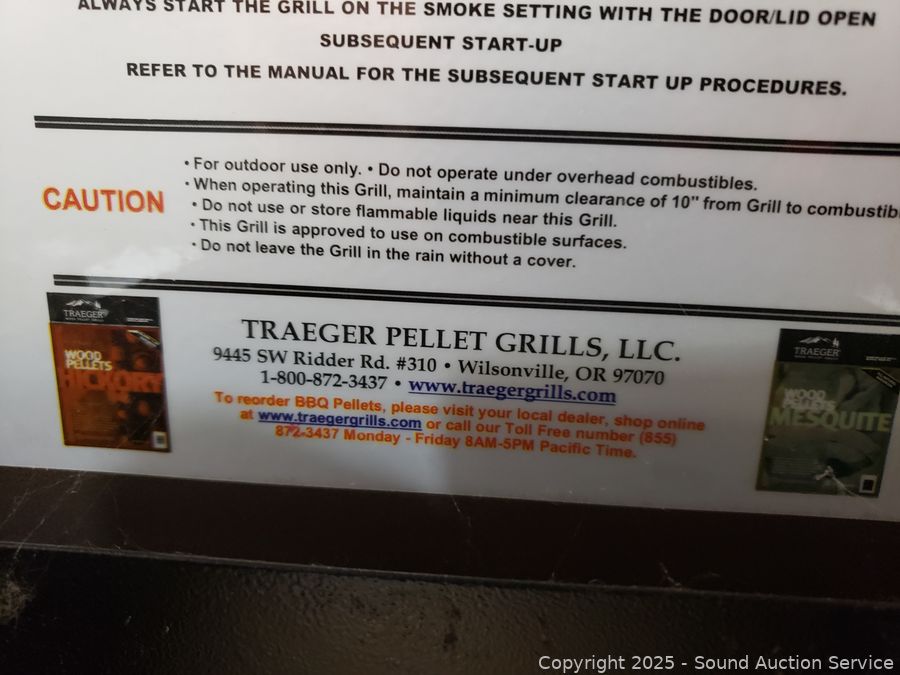 ALWAYS START THE GRILL ON THE SMOKE SETTING WITH THE DOOR/LID OPEN
SUBSEQUENT START-UP
REFER TO THE MANUAL FOR THE SUBSEQUENT START UP PROCEDURES.
CAUTION
• For outdoor use only. • Do not operate under overhead combustibles.
• When operating this Grill, maintain a minimum clearance of 10" from Grill to combustib
• Do not use or store flammable liquids near this Grill.
• This Grill is approved to use on combustible surfaces.
• Do not leave the Grill in the rain without a cover.
TRAEGER
WOOD
PELLETS
HICKORY
TRAEGER PELLET GRILLS, LLC.
9445 SW Ridder Rd. #310 • Wilsonville, OR 97070
1-800-872-3437 • www.traegergrills.com
To reorder BBQ Pellets, please visit your local dealer, shop online
at www.traegergrills.com or call our Toll Free number (855)
872-3437 Monday - Friday 8AM-5PM Pacific Time.
TRAEGER
WOOD
PELLETS
MESQUITE
Copyright 2025 - Sound Auction Service